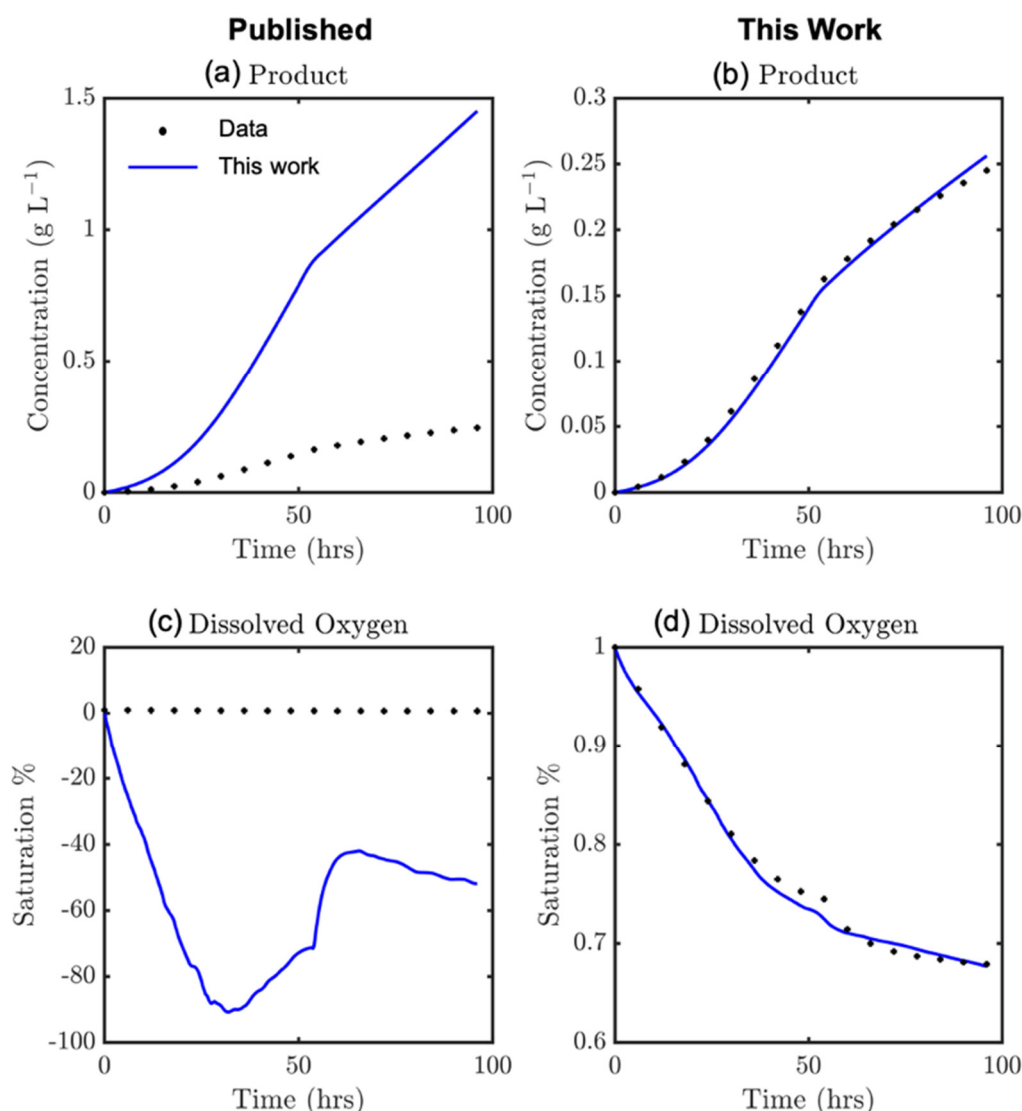 Published
This Work
(a) Product
(b) Product
1.5
1
0.5
0
Data
This work
Concentration (g L⁻¹)
0
50
100
Time (hrs)
0.3
0.25
0.2
0.15
0.1
0.05
0
Concentration (g L⁻¹)
0
50
100
Time (hrs)
(c) Dissolved Oxygen
(d) Dissolved Oxygen
20
0
-20
-40
-60
-80
-100
Saturation %
0
50
100
Time (hrs)
1
0.9
0.8
0.7
0.6
Saturation %
0
50
100
Time (hrs)